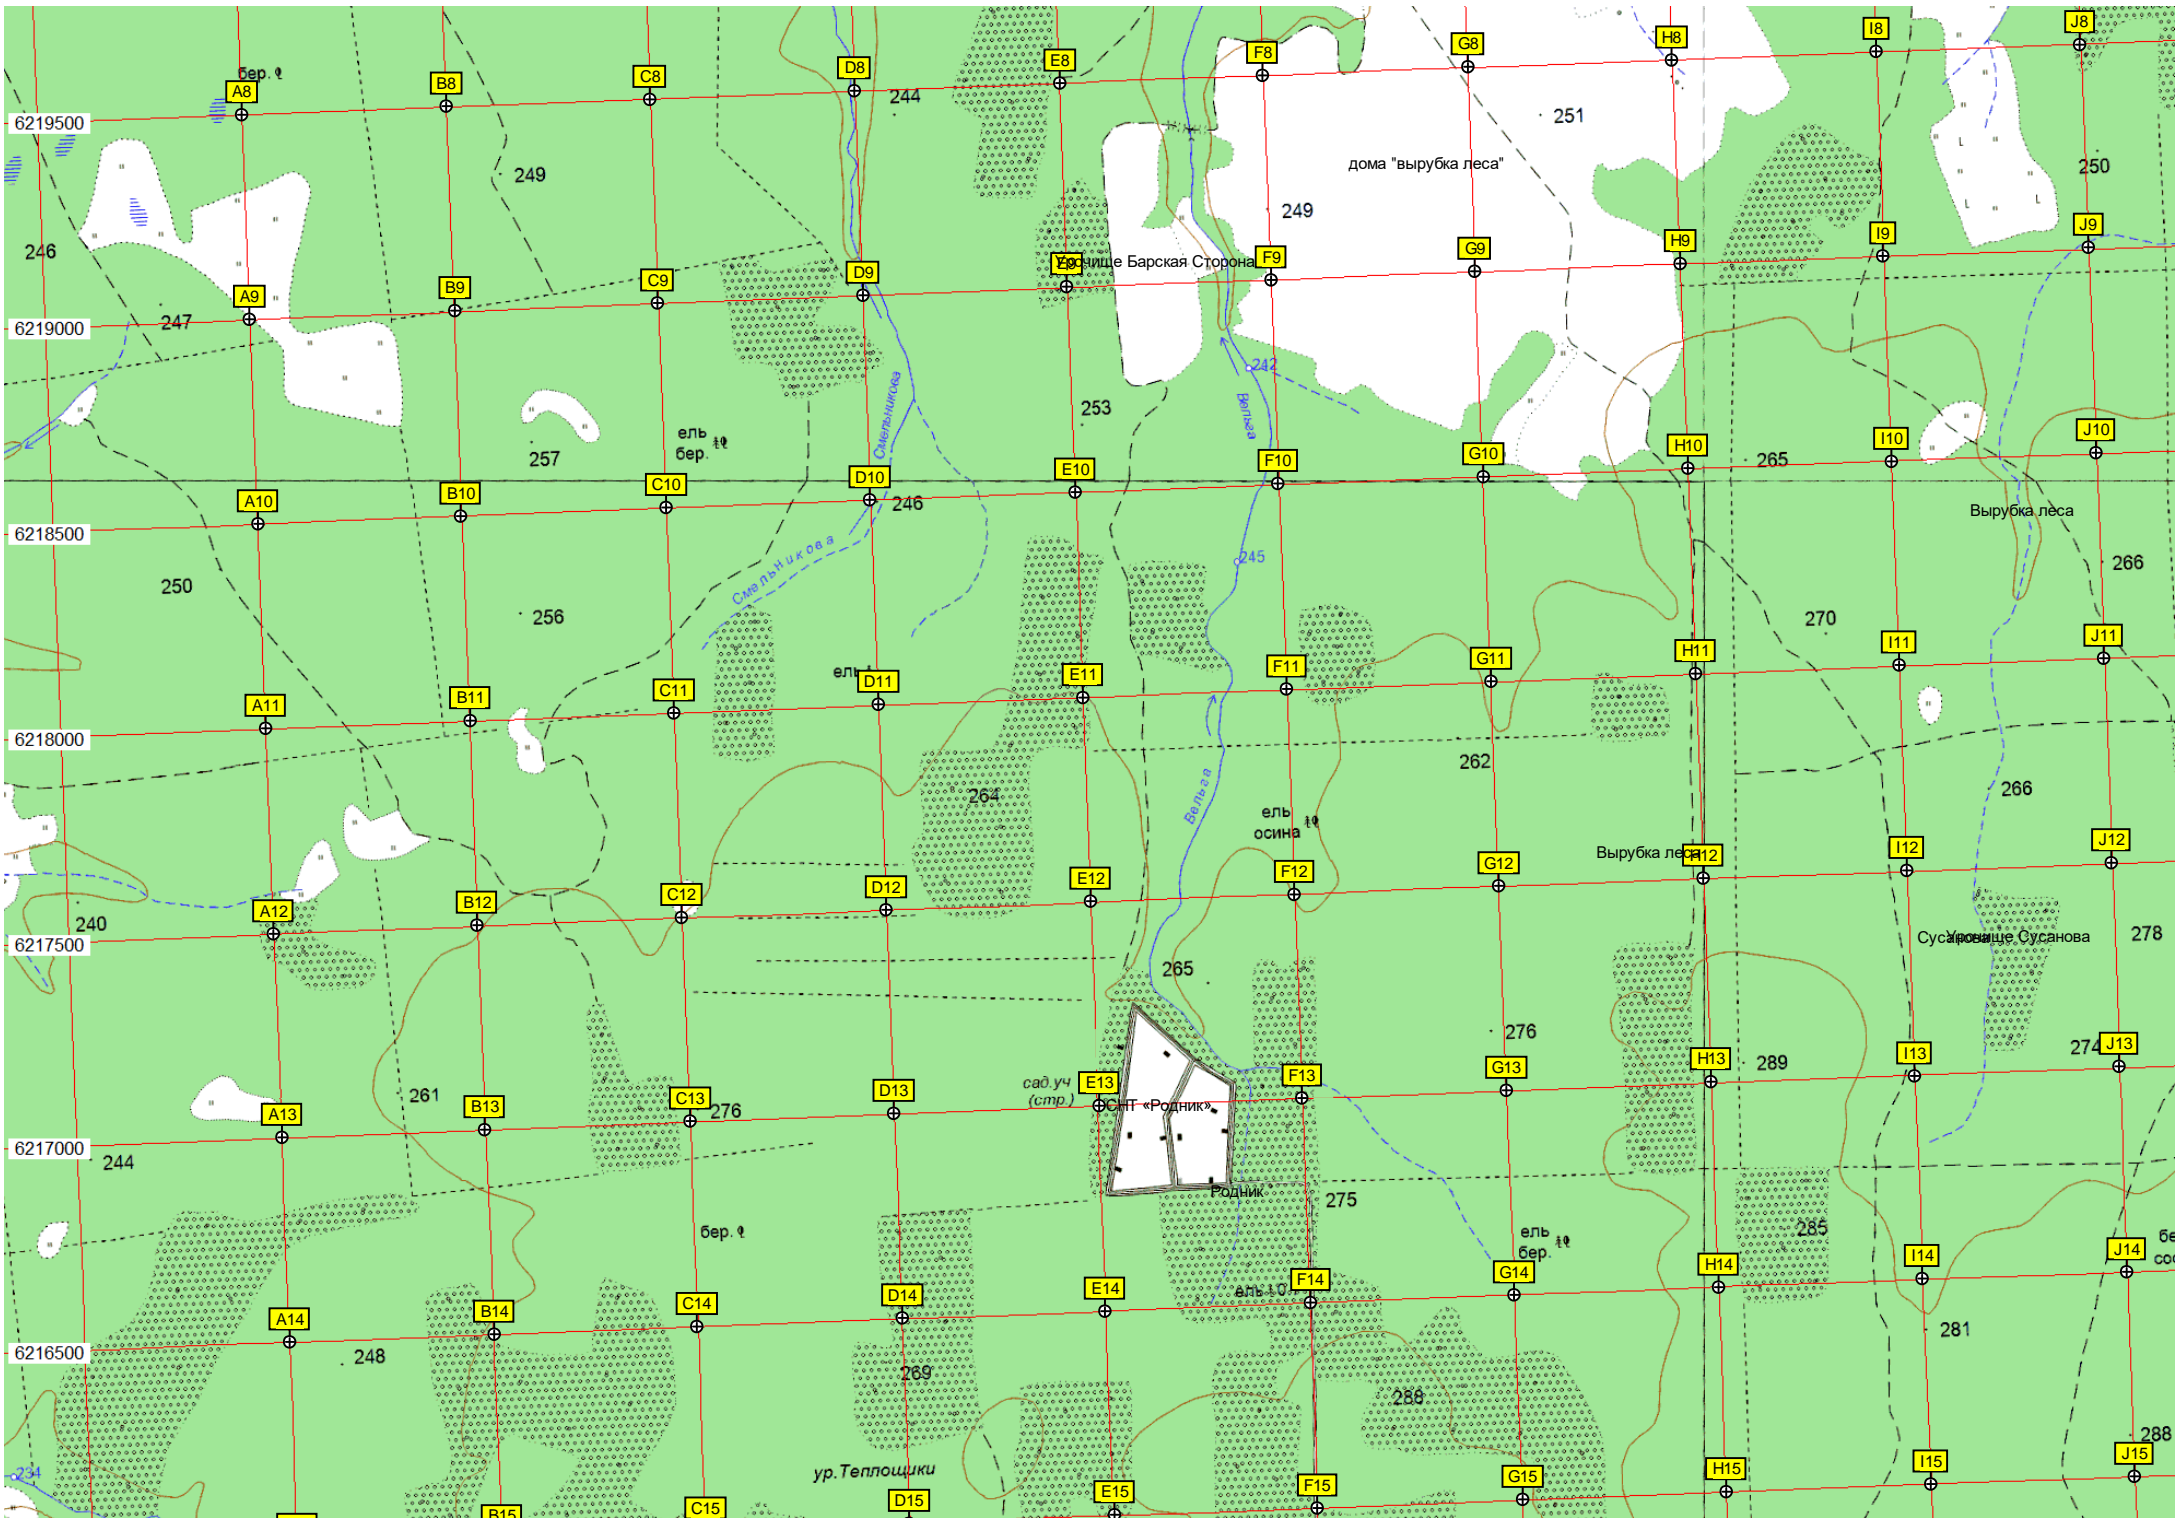 J8
I8
H8
G8
F8
E8
D8
C8
B8
бер.
A8
244
251
6219500
дома "вырубка леса"
250
249
249
246
J9
I9
H9
G9
F9
Урочище Барская Сторона
D9
C9
B9
A9
247
6219000
242
253
Смельникова
Вельга
ель
бер.
257
J10
I10
H10
265
G10
F10
E10
D10
C10
B10
A10
246
Вырубка леса
6218500
Смельникова
245
266
250
256
270
J11
I11
H11
G11
F11
E11
ель
D11
C11
B11
A11
6218000
262
264
266
Вельга
ель
осина
J12
I12
Вырубка леса
H12
G12
F12
E12
D12
C12
B12
A12
240
Урочище Сусанова
278
6217500
265
276
274
J13
I13
H13
289
G13
F13
E13
сад.уч
(стр.)
СНТ «Родник»
D13
C13
276
B13
A13
261
6217000
244
Родник
275
285
ель
бер.
бер.
J14
I14
H14
G14
F14
ель
E14
D14
C14
B14
A14
281
6216500
248
269
288
288
234
ур.Теплощики
J15
I15
H15
G15
F15
E15
D15
C15
B15